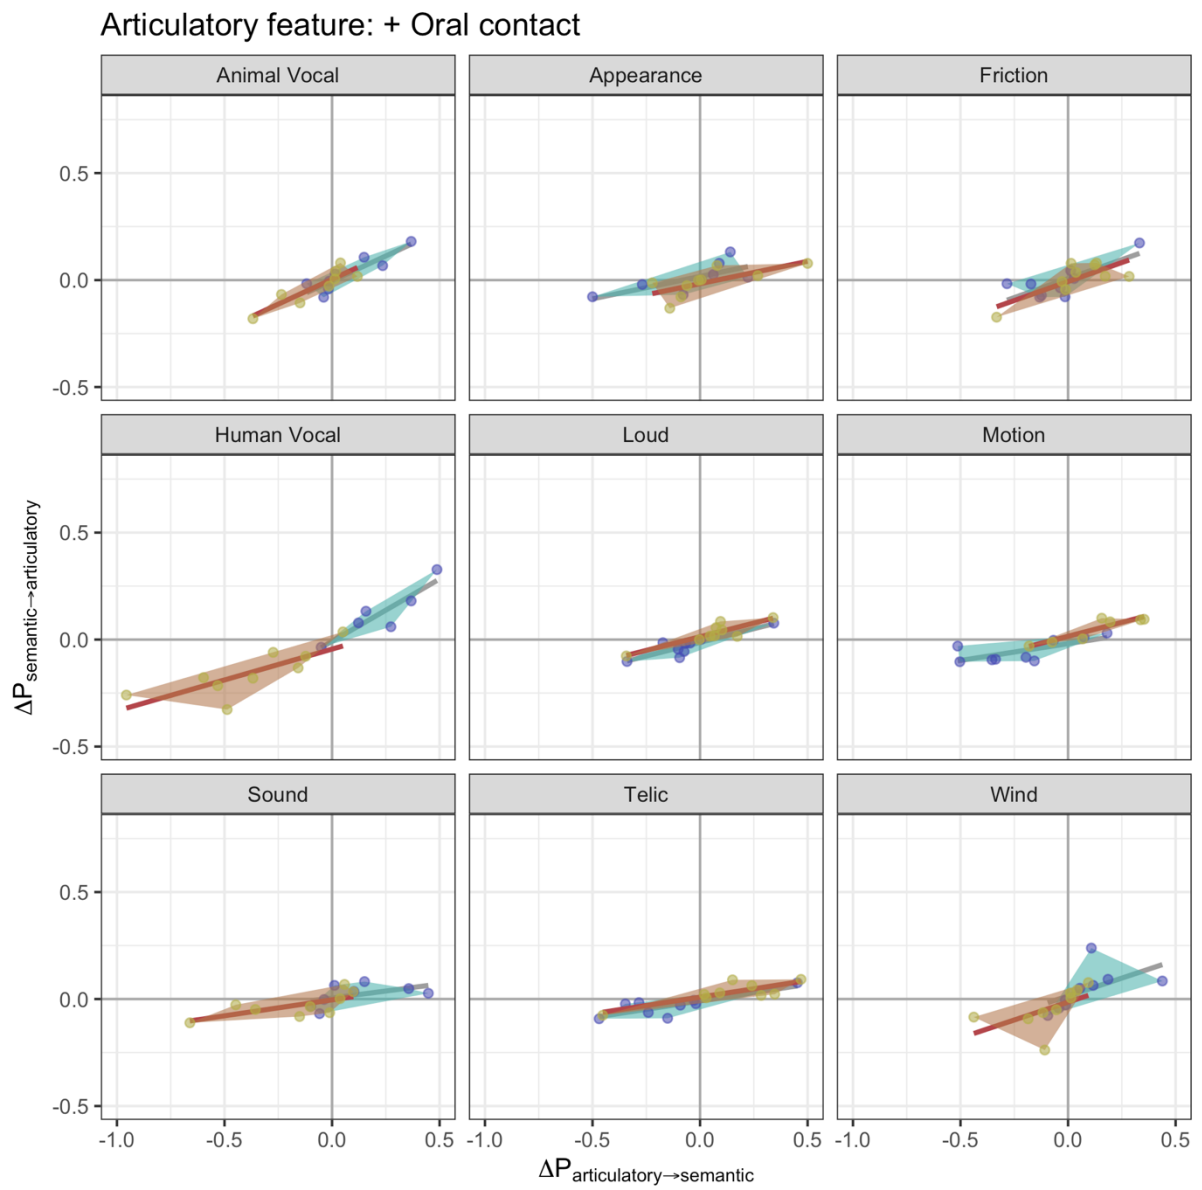 Articulatory feature: + Oral contact
Animal Vocal Appearance Friction
0.5
0.0
-0.5
Human Vocal Loud Motion
0.5
0.0
-0.5
ΔPsemantic→articulatory
Sound Telic Wind
0.5
0.0
-0.5
-1.0 -0.5 0.0 0.5 -1.0 -0.5 0.0 0.5 -1.0 -0.5 0.0 0.5
ΔParticulatory→semantic